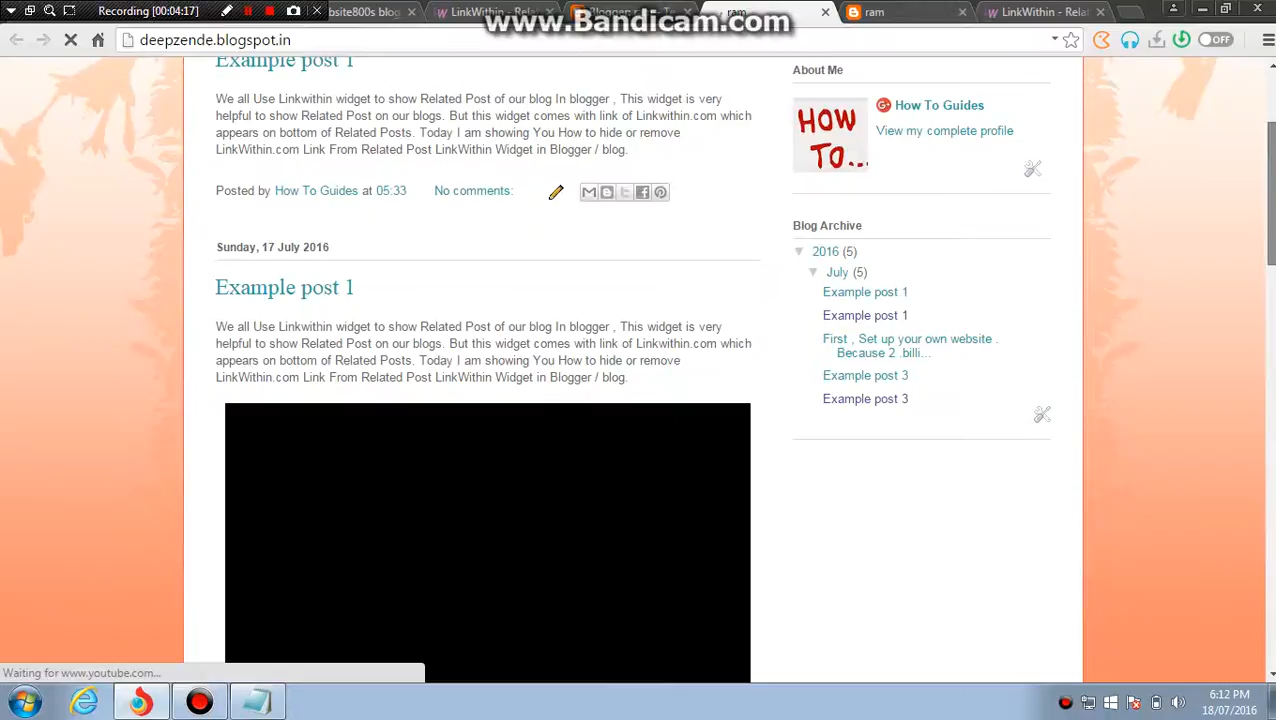 Recording [00:04:17]
bsite800s blog
LinkWithin - Rela
Blogger
ram
ram
LinkWithin - Relat
www.Bandicam.com
deepzende.blogspot.in
OFF
Example post 1
We all Use Linkwithin widget to show Related Post of our blog In blogger , This widget is very
helpful to show Related Post on our blogs. But this widget comes with link of Linkwithin.com which
appears on bottom of Related Posts. Today I am showing You How to hide or remove
LinkWithin.com Link From Related Post LinkWithin Widget in Blogger / blog.
Posted by How To Guides at 05:33 No comments:
Sunday, 17 July 2016
Example post 1
We all Use Linkwithin widget to show Related Post of our blog In blogger , This widget is very
helpful to show Related Post on our blogs. But this widget comes with link of Linkwithin.com which
appears on bottom of Related Posts. Today I am showing You How to hide or remove
LinkWithin.com Link From Related Post LinkWithin Widget in Blogger / blog.
About Me
HOW
TO...
How To Guides
View my complete profile
Blog Archive
2016 (5)
July (5)
Example post 1
Example post 1
First , Set up your own website .
Because 2 .billi...
Example post 3
Example post 3
Waiting for www.youtube.com...
6:12 PM
18/07/2016